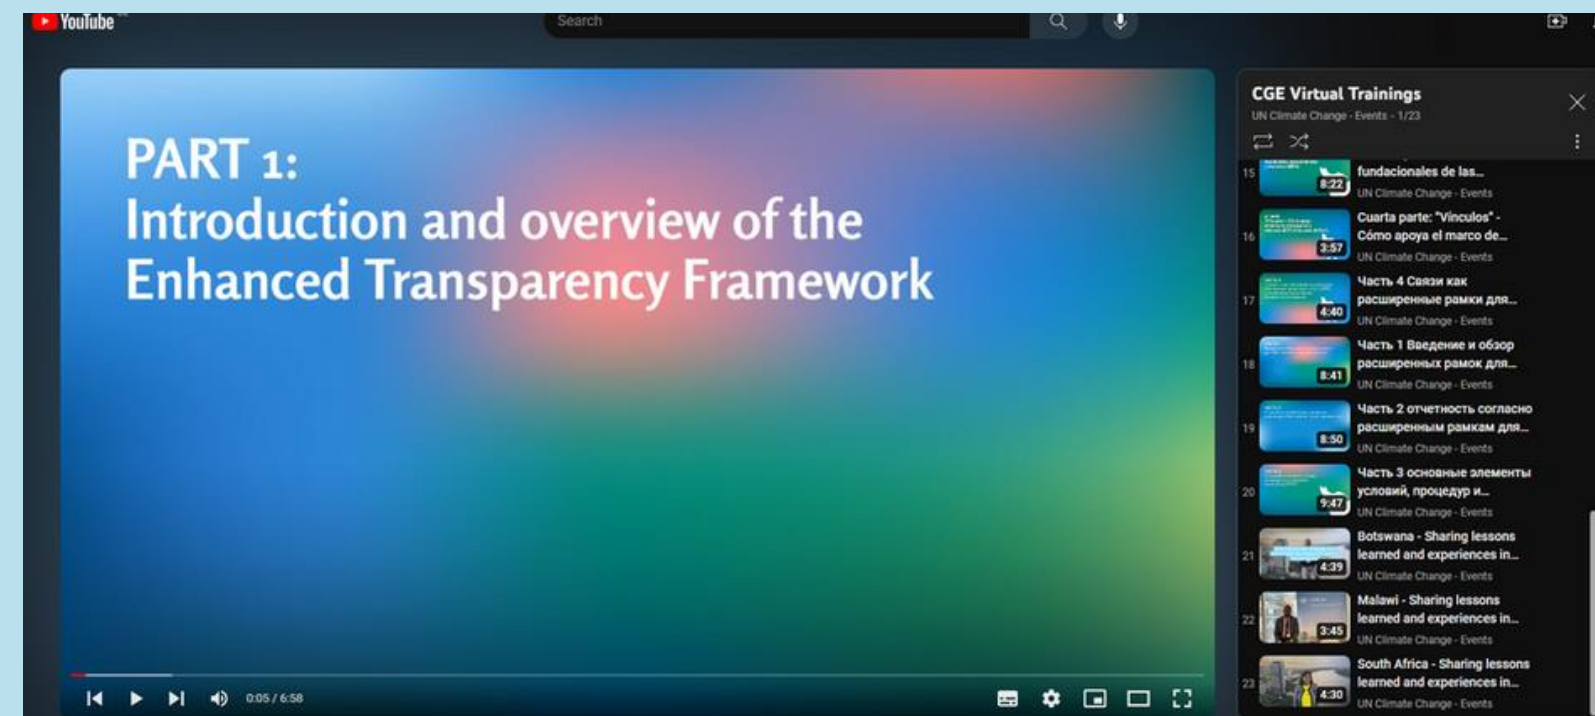 YouTube
Search
PART 1:
Introduction and overview of the
Enhanced Transparency Framework
0:05 / 6:58
CGE Virtual Trainings
UN Climate Change - Events - 1/23
15
8:22
fundacionales de las...
UN Climate Change - Events
16
3:57
Cuarta parte: "Vínculos" -
Cómo apoya el marco de...
UN Climate Change - Events
17
4:40
Часть 4 Связи как
расширенные рамки для...
UN Climate Change - Events
18
8:41
Часть 1 Введение и обзор
расширенных рамок для...
UN Climate Change - Events
19
8:50
Часть 2 отчетность согласно
расширенным рамкам для...
UN Climate Change - Events
20
9:47
Часть 3 основные элементы
условий, процедур и...
UN Climate Change - Events
21
4:39
Botswana - Sharing lessons
learned and experiences in...
UN Climate Change - Events
22
3:45
Malawi - Sharing lessons
learned and experiences in...
UN Climate Change - Events
23
4:30
South Africa - Sharing lessons
learned and experiences in...
UN Climate Change - Events